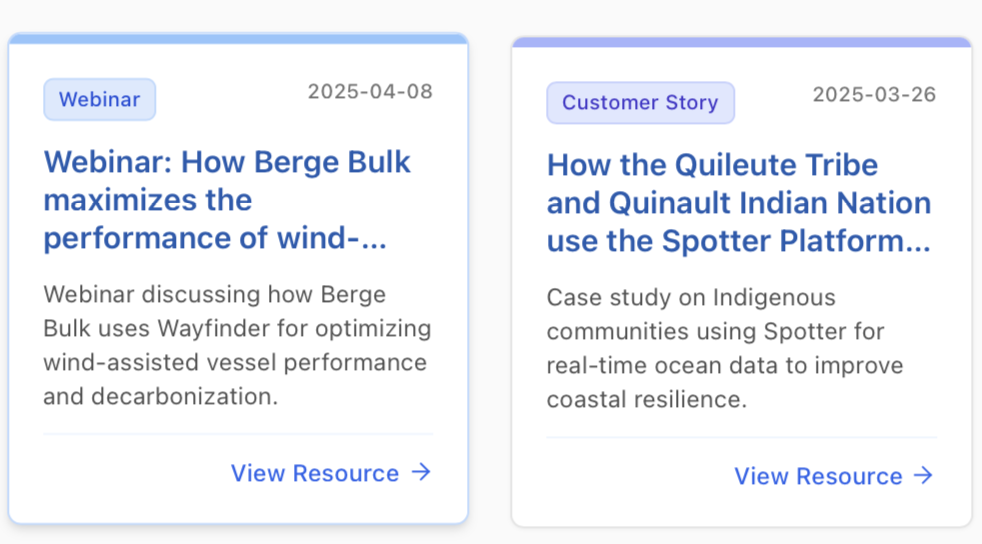 Webinar
2025-04-08
Webinar: How Berge Bulk
maximizes the
performance of wind-...
Webinar discussing how Berge
Bulk uses Wayfinder for optimizing
wind-assisted vessel performance
and decarbonization.
View Resource →
Customer Story
2025-03-26
How the Quileute Tribe
and Quinault Indian Nation
use the Spotter Platform...
Case study on Indigenous
communities using Spotter for
real-time ocean data to improve
coastal resilience.
View Resource →